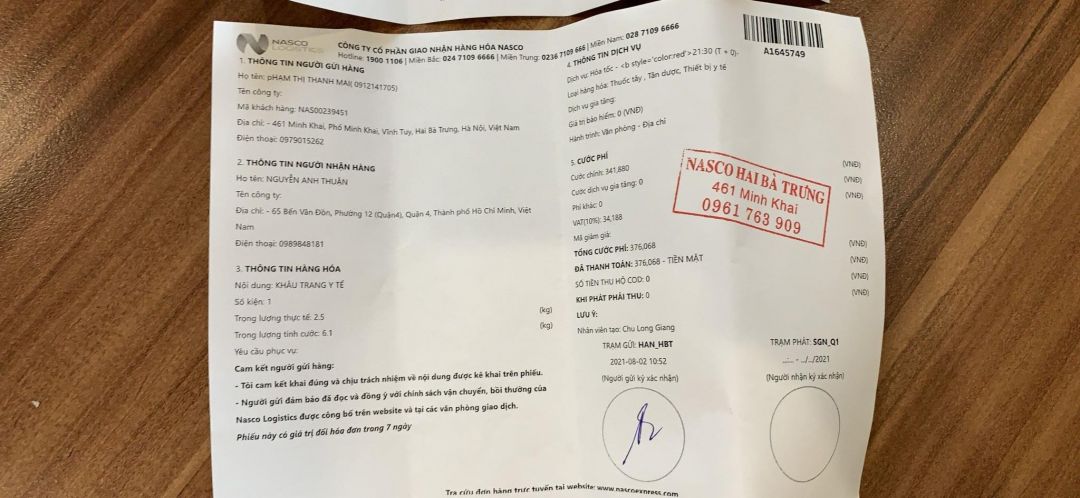 NASCO
LOGISTICS
CÔNG TY CỔ PHẦN GIAO NHẬN HÀNG HÓA NASCO
Hotline: 1900 1106 | Miền Bắc: 024 7109 6666 | Miền Trung: 0236 7109 666 | Miền Nam: 028 7109 6666
A1645749
1. THÔNG TIN NGƯỜI GỬI HÀNG
Họ tên: pHẠM THỊ THANH MAI( 0912141705)
Tên công ty:
Mã khách hàng: NAS00239451
Địa chỉ: - 461 Minh Khai, Phố Minh Khai, Vĩnh Tuy, Hai Bà Trưng, Hà Nội, Việt Nam
Điện thoại: 0979015262
2. THÔNG TIN NGƯỜI NHẬN HÀNG
Họ tên: NGUYỄN ANH THUẬN
Tên công ty:
Địa chỉ: - 65 Bến Vân Đồn, Phường 12 (Quận4), Quận 4, Thành phố Hồ Chí Minh, Việt
Nam
Điện thoại: 0989848181
3. THÔNG TIN HÀNG HÓA
Nội dung: KHẨU TRANG Y TẾ
Số kiện: 1
Trọng lượng thực tế: 2.5 (kg)
Trọng lượng tính cước: 6.1 (kg)
Yêu cầu phục vụ:
Cam kết người gửi hàng:
- Tôi cam kết khai đúng và chịu trách nhiệm về nội dung được kê khai trên phiếu.
- Người gửi đảm bảo đã đọc và đồng ý với chính sách vận chuyển, bồi thường của
Nasco Logistics được công bố trên website và tại các văn phòng giao dịch.
Phiếu này có giá trị đổi hóa đơn trong 7 ngày
4. THÔNG TIN DỊCH VỤ
Dịch vụ: Hỏa tốc - <b style='color:red'>21:30 (T + 0)-
Loại hàng hóa: Thuốc tây , Tân dược, Thiết bị y tế
Dịch vụ gia tăng:
Giá trị bảo hiểm: 0 (VNĐ)
Hành trình: Văn phòng - Địa chỉ
5. CƯỚC PHÍ
Cước chính: 341,880 (VNĐ)
Cước dịch vụ gia tăng: 0 (VNĐ)
Phí khác: 0 (VNĐ)
VAT(10%): 34,188
Mã giảm giá:
TỔNG CƯỚC PHÍ: 376,068 (VNĐ)
ĐÃ THANH TOÁN: 376,068 - TIỀN MẶT (VNĐ)
SỐ TIỀN THU HỘ COD: 0 (VNĐ)
KHI PHÁT PHẢI THU: 0
LƯU Ý:
NASCO HAI BÀ TRƯNG
461 Minh Khai
0961 763 909
Nhân viên tạo: Chu Long Giang
TRẠM GỬI: HAN_HBT
2021-08-02 10:52
(Người gửi ký xác nhận)
TRẠM PHÁT: SGN_Q1
...:... - .../.../2021
(Người nhận ký xác nhận)
Tra cứu đơn hàng trực tuyến tại website: www.nascoexpress.com